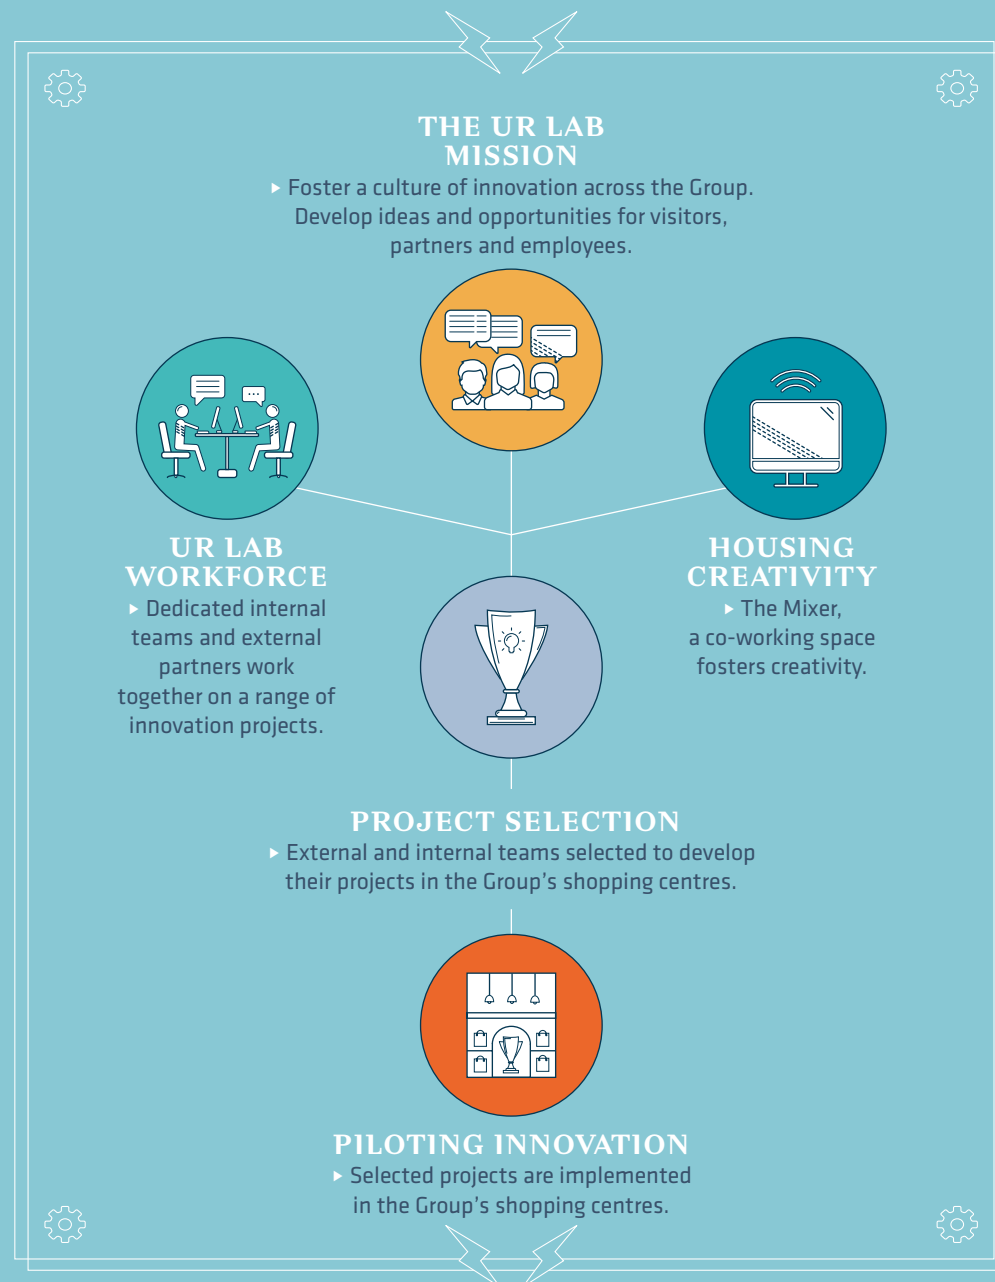 THE UR LAB
MISSION
▸ Foster a culture of innovation across the Group.
Develop ideas and opportunities for visitors,
partners and employees.
UR LAB
WORKFORCE
▸ Dedicated internal
teams and external
partners work
together on a range of
innovation projects.
HOUSING
CREATIVITY
▸ The Mixer,
a co-working space
fosters creativity.
PROJECT SELECTION
▸ External and internal teams selected to develop
their projects in the Group’s shopping centres.
PILOTING INNOVATION
▸ Selected projects are implemented
in the Group’s shopping centres.